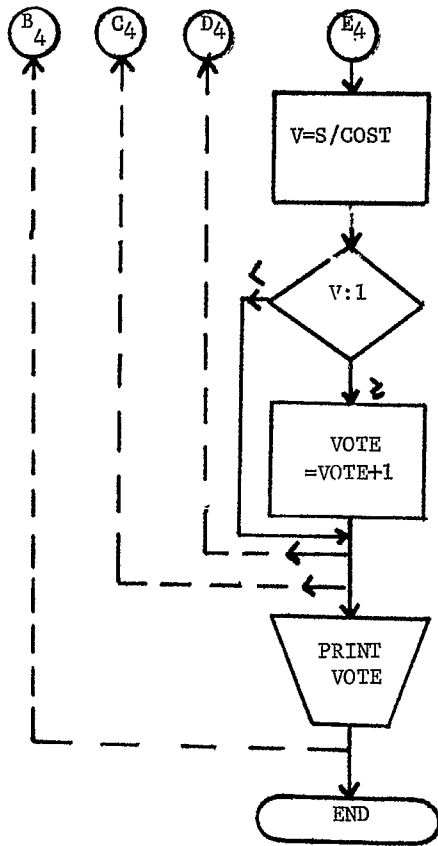 B4 C4 D4 E4
V=S/COST
<
V:1
≥
VOTE
=VOTE+1
PRINT
VOTE
END